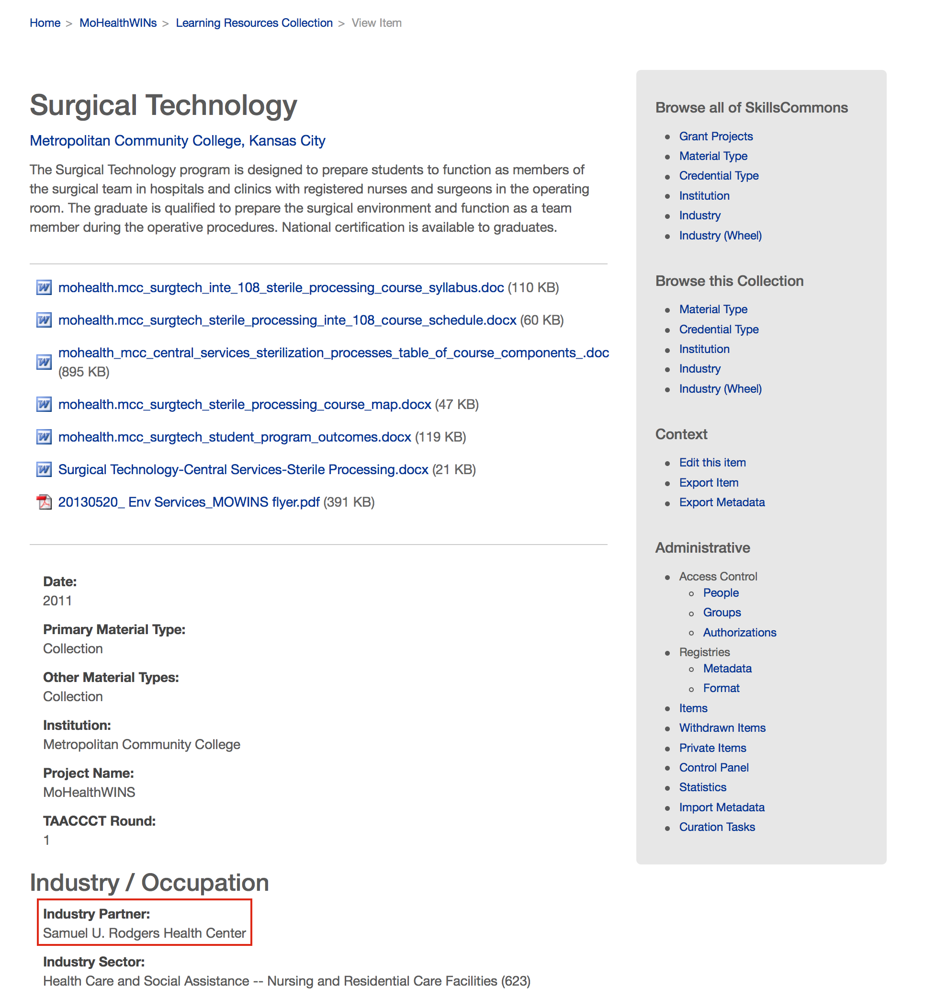 Home > MoHealthWINs > Learning Resources Collection > View Item
Surgical Technology
Metropolitan Community College, Kansas City
The Surgical Technology program is designed to prepare students to function as members of
the surgical team in hospitals and clinics with registered nurses and surgeons in the operating
room. The graduate is qualified to prepare the surgical environment and function as a team
member during the operative procedures. National certification is available to graduates.
mohealth.mcc_surgtech_inte_108_sterile_processing_course_syllabus.doc (110 KB)
mohealth.mcc_surgtech_sterile_processing_inte_108_course_schedule.docx (60 KB)
mohealth_mcc_central_services_sterilization_processes_table_of_course_components_.doc
(895 KB)
mohealth.mcc_surgtech_sterile_processing_course_map.docx (47 KB)
mohealth.mcc_surgtech_student_program_outcomes.docx (119 KB)
Surgical Technology-Central Services-Sterile Processing.docx (21 KB)
20130520_ Env Services_MOWINS flyer.pdf (391 KB)
Date:
2011
Primary Material Type:
Collection
Other Material Types:
Collection
Institution:
Metropolitan Community College
Project Name:
MoHealthWINS
TAACCCT Round:
1
Industry / Occupation
Industry Partner:
Samuel U. Rodgers Health Center
Industry Sector:
Health Care and Social Assistance -- Nursing and Residential Care Facilities (623)
Browse all of SkillsCommons
Grant Projects
Material Type
Credential Type
Institution
Industry
Industry (Wheel)
Browse this Collection
Material Type
Credential Type
Institution
Industry
Industry (Wheel)
Context
Edit this item
Export Item
Export Metadata
Administrative
Access Control
People
Groups
Authorizations
Registries
Metadata
Format
Items
Withdrawn Items
Private Items
Control Panel
Statistics
Import Metadata
Curation Tasks